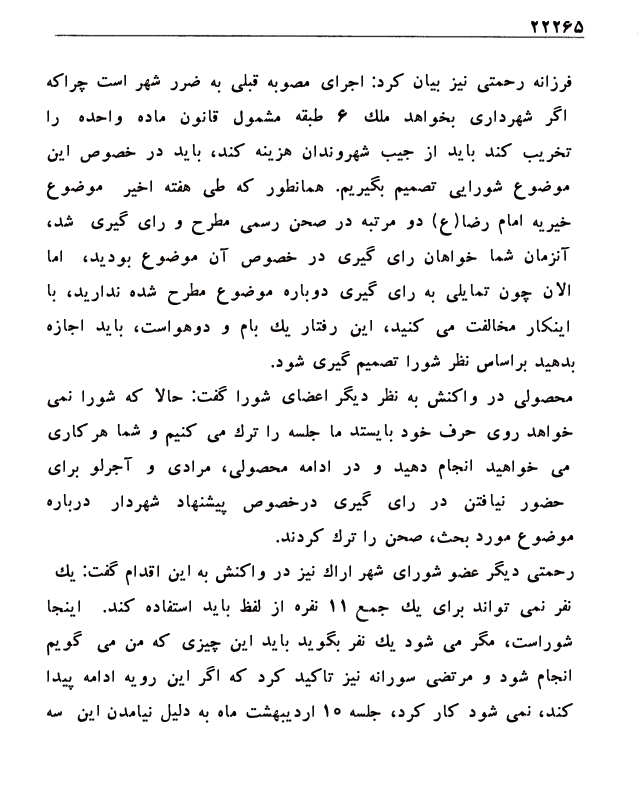 ۲۲۲۶۵
فرزانه رحمتی نیز بیان کرد: اجرای مصوبه قبلی به ضرر شهر است چراکه
اگر شهرداری بخواهد ملك ۶ طبقه مشمول قانون ماده واحده را
تخریب کند باید از جیب شهروندان هزینه کند، باید در خصوص این
موضوع شورایی تصمیم بگیریم. همانطور که طی هفته اخیر موضوع
خیریه امام رضا(ع) دو مرتبه در صحن رسمی مطرح و رای گیری شد،
آنزمان شما خواهان رای گیری در خصوص آن موضوع بودید، اما
الان چون تمایلی به رای گیری دوباره موضوع مطرح شده ندارید، با
اینکار مخالفت می کنید، این رفتار یك بام و دوهواست، باید اجازه
بدهید براساس نظر شورا تصمیم گیری شود.
محصولی در واکنش به نظر دیگر اعضای شورا گفت: حالا که شورا نمی
خواهد روی حرف خود بایستد ما جلسه را ترك می کنیم و شما هرکاری
می خواهید انجام دهید و در ادامه محصولی، مرادی و آجرلو برای
حضور نیافتن در رای گیری درخصوص پیشنهاد شهردار درباره
موضوع مورد بحث، صحن را ترك کردند.
رحمتی دیگر عضو شورای شهر اراك نیز در واکنش به این اقدام گفت: یك
نفر نمی تواند برای یك جمع ۱۱ نفره از لفظ باید استفاده کند. اینجا
شوراست، مگر می شود یك نفر بگوید باید این چیزی که من می گویم
انجام شود و مرتضی سورانه نیز تاکید کرد که اگر این رویه ادامه پیدا
کند، نمی شود کار کرد، جلسه ۱۰ اردیبهشت ماه به دلیل نیامدن این سه